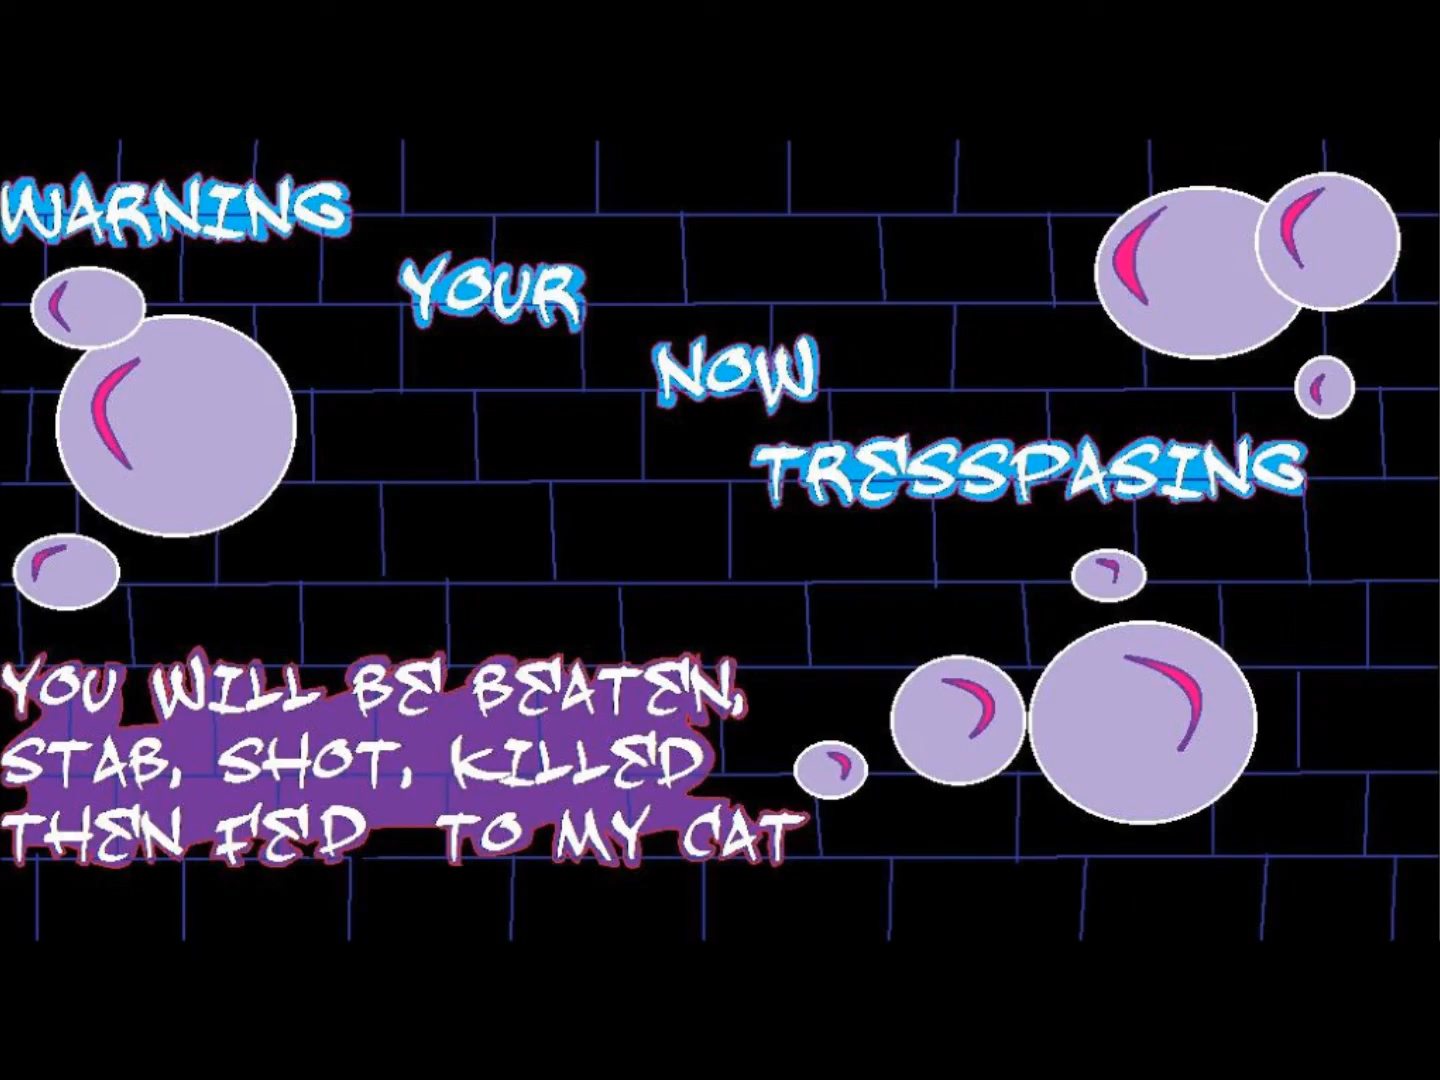 WARNING
YOUR
NOW
TRESSPASING
YOU WILL BE BEATEN,
STAB, SHOT, KILLED
THEN FED TO MY CAT